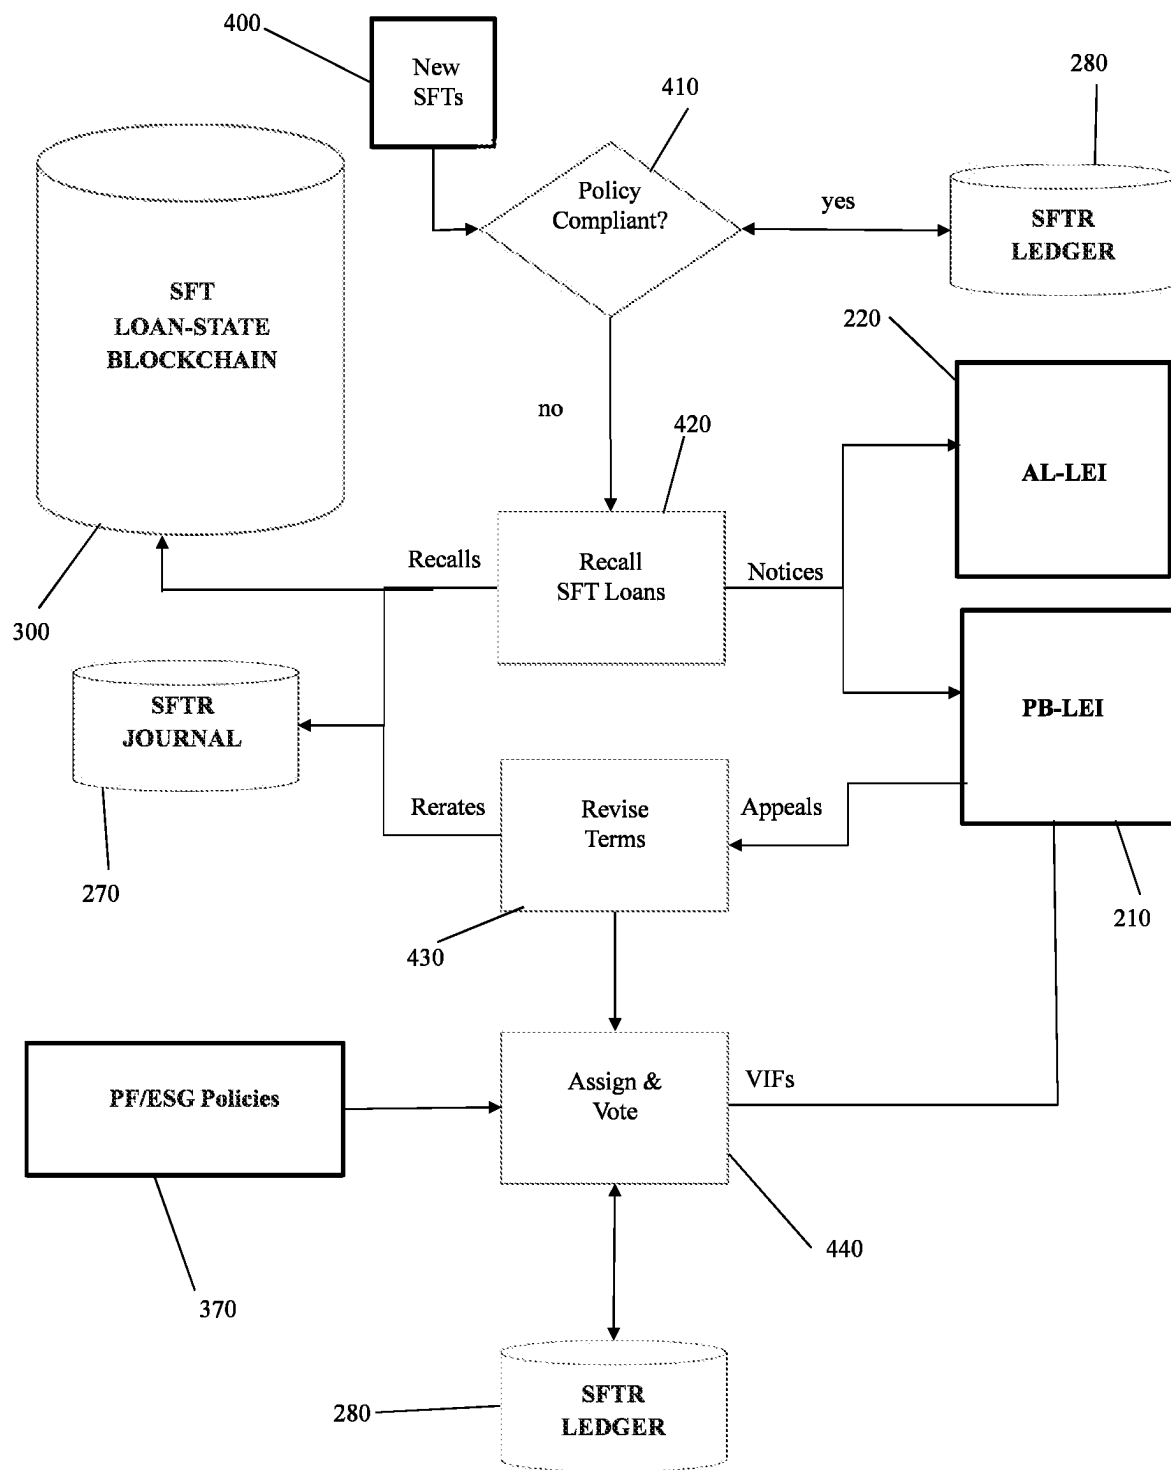 400
New
SFTs
410
280
Policy
Compliant?
yes
SFTR
LEDGER
SFT
LOAN-STATE
BLOCKCHAIN
220
no
420
AL-LEI
Recalls
Recall
SFT Loans
Notices
300
SFTR
JOURNAL
PB-LEI
Rerates
Revise
Terms
Appeals
270
430
210
PF/ESG Policies
Assign &
Vote
VIFs
440
370
280
SFTR
LEDGER